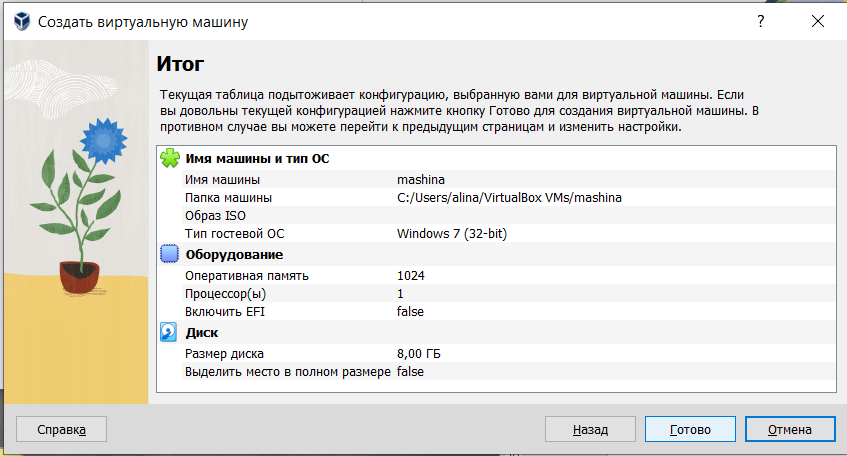 Создать виртуальную машину
?
Итог
Текущая таблица подытоживает конфигурацию, выбранную вами для виртуальной машины. Если
вы довольны текущей конфигурацией нажмите кнопку Готово для создания виртуальной машины. В
противном случае вы можете перейти к предыдущим страницам и изменить настройки.
Имя машины и тип ОС
Имя машины mashina
Папка машины C:/Users/alina/VirtualBox VMs/mashina
Образ ISO
Тип гостевой ОС Windows 7 (32-bit)
Оборудование
Оперативная память 1024
Процессор(ы) 1
Включить EFI false
Диск
Размер диска 8,00 ГБ
Выделить место в полном размере false
Справка Назад Готово Отмена